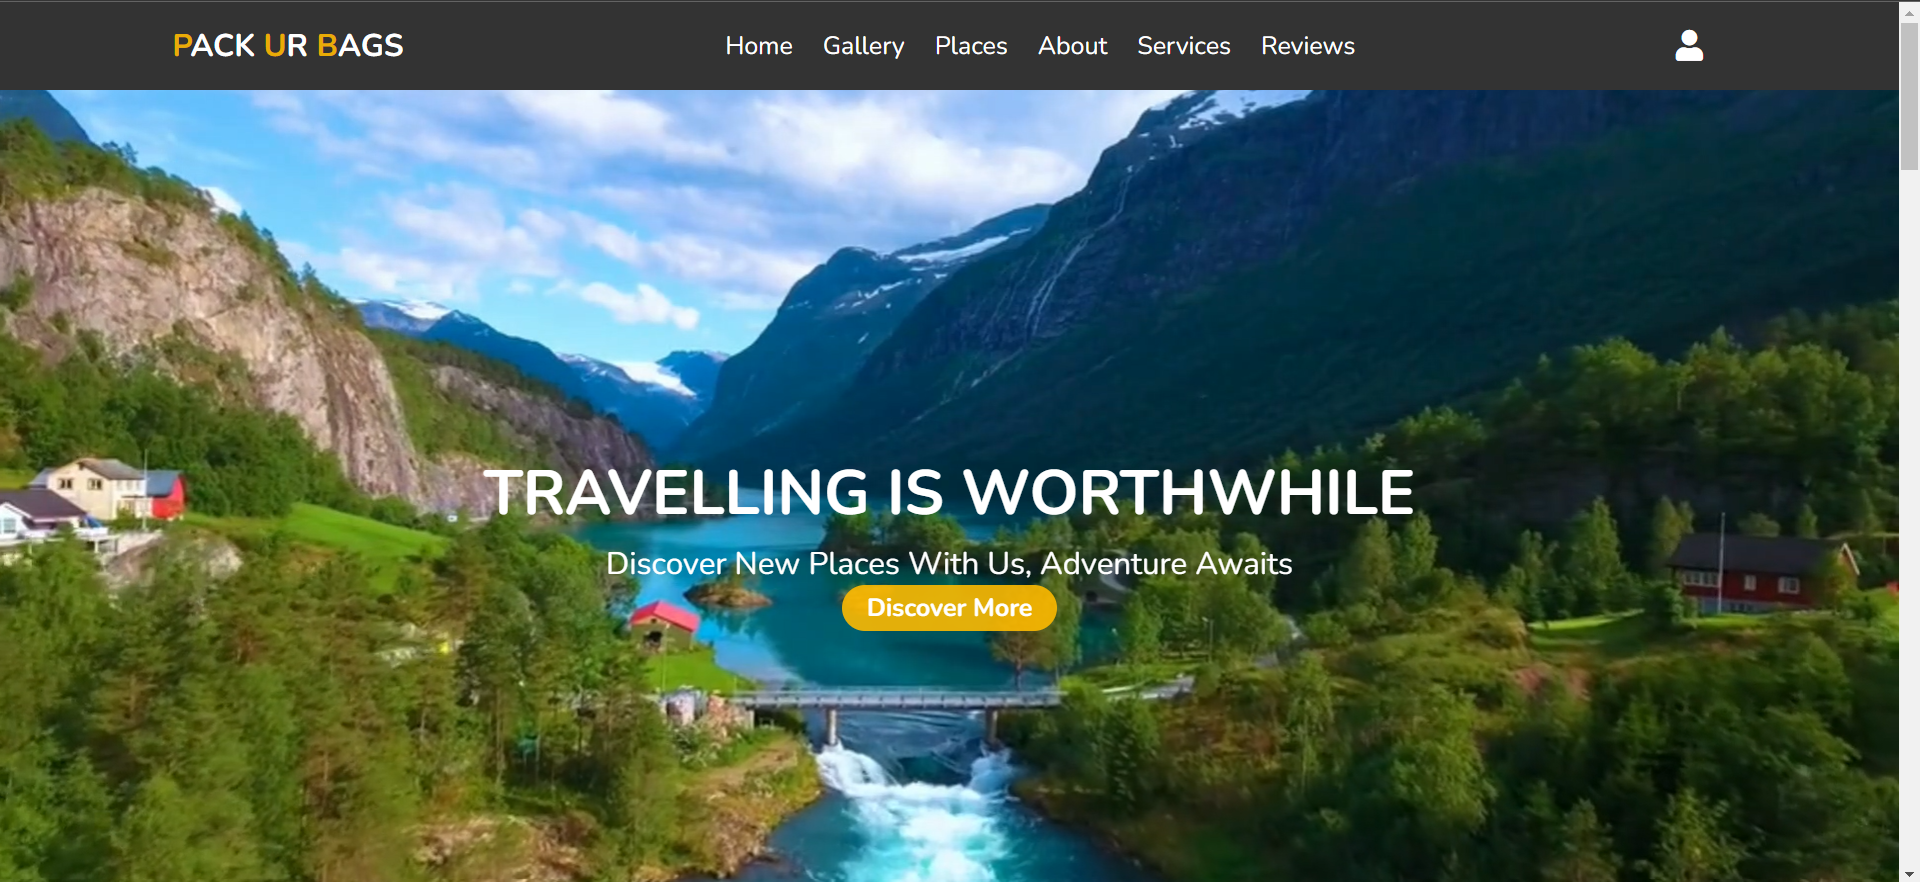 PACK UR BAGS
Home Gallery Places About Services Reviews
TRAVELLING IS WORTHWHILE
Discover New Places With Us, Adventure Awaits
Discover More